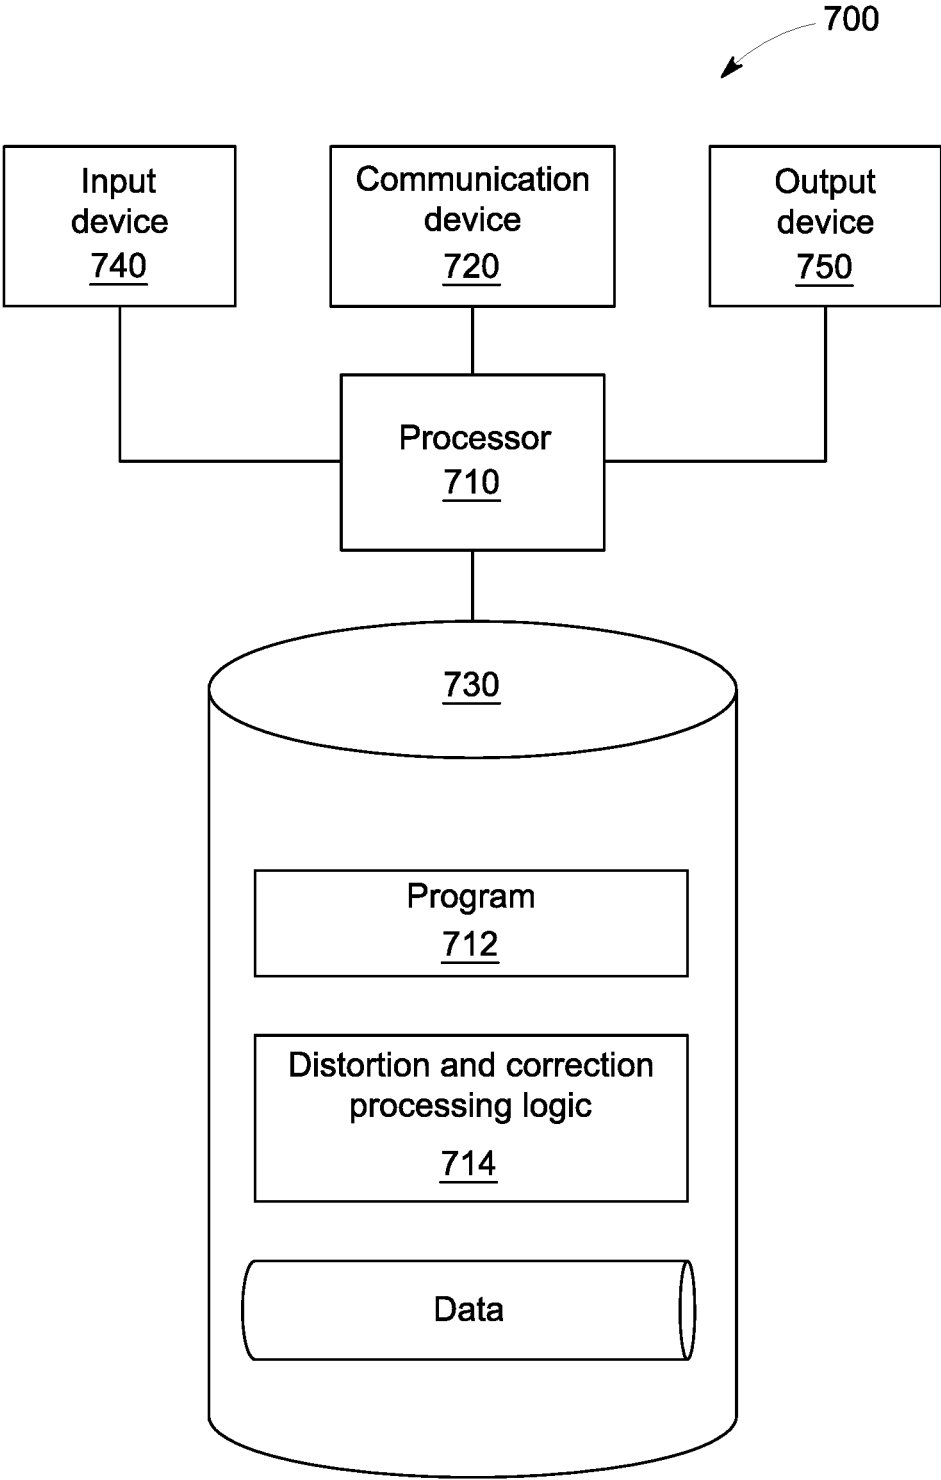 700
Input
device
740
Communication
device
720
Output
device
750
Processor
710
730
Program
712
Distortion and correction
processing logic
714
Data